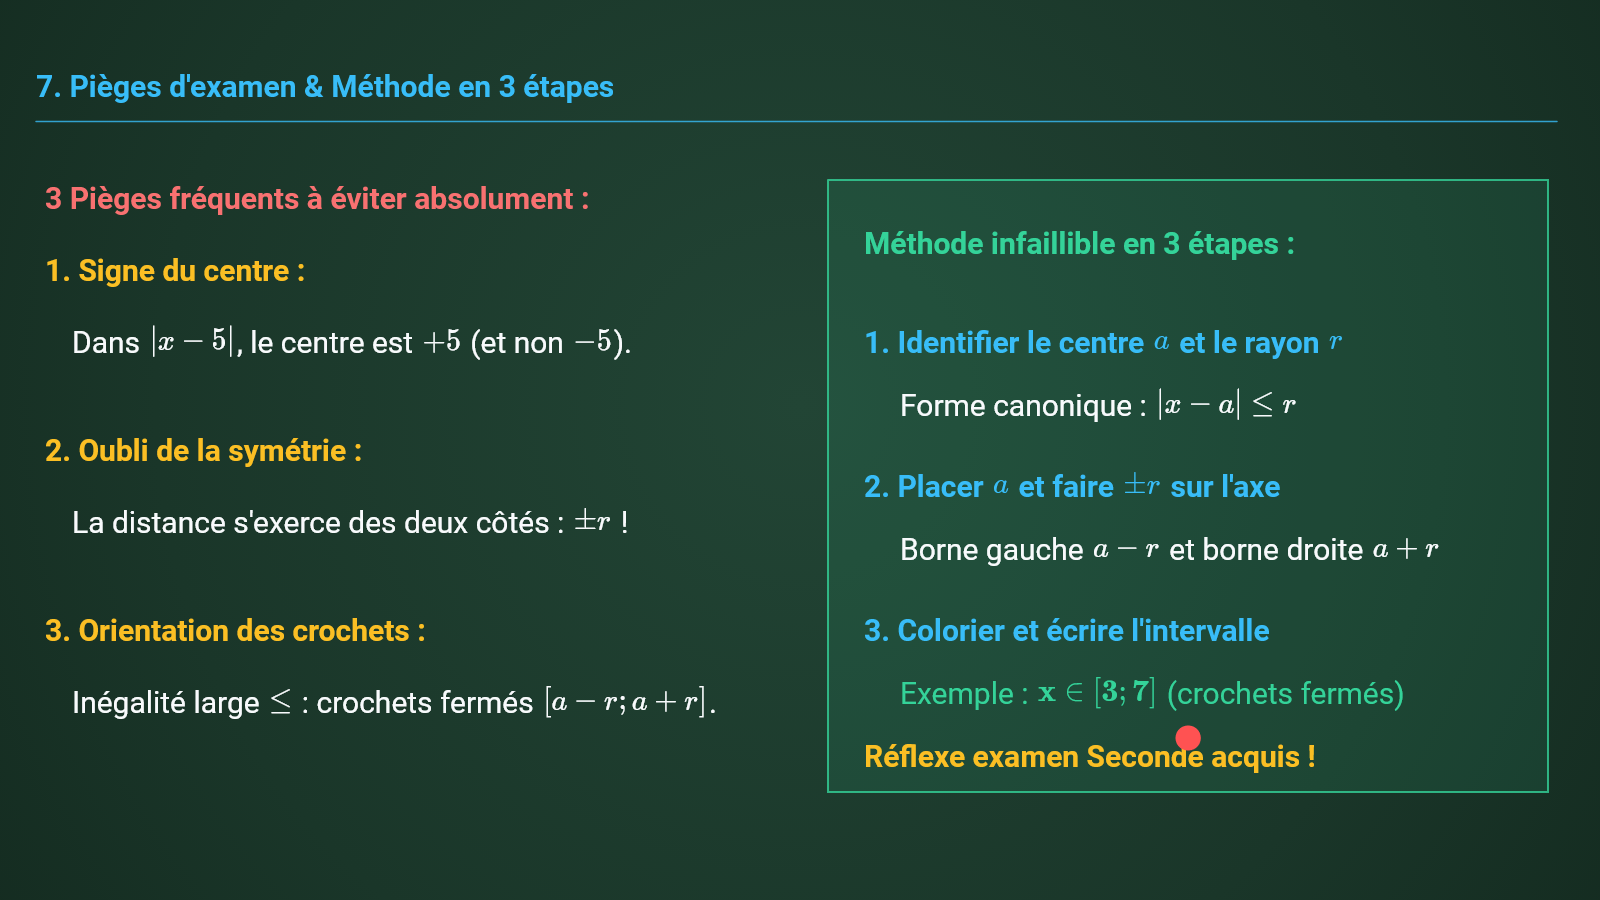 7. Pièges d'examen & Méthode en 3 étapes
3 Pièges fréquents à éviter absolument :
1. Signe du centre :
Dans |x − 5|, le centre est +5 (et non −5).
2. Oubli de la symétrie :
La distance s'exerce des deux côtés : ±r !
3. Orientation des crochets :
Inégalité large ≤ : crochets fermés [a − r; a + r].
Méthode infaillible en 3 étapes :
1. Identifier le centre a et le rayon r
Forme canonique : |x − a| ≤ r
2. Placer a et faire ±r sur l'axe
Borne gauche a − r et borne droite a + r
3. Colorier et écrire l'intervalle
Exemple : x ∈ [3; 7] (crochets fermés)
Réflexe examen Seconde acquis !